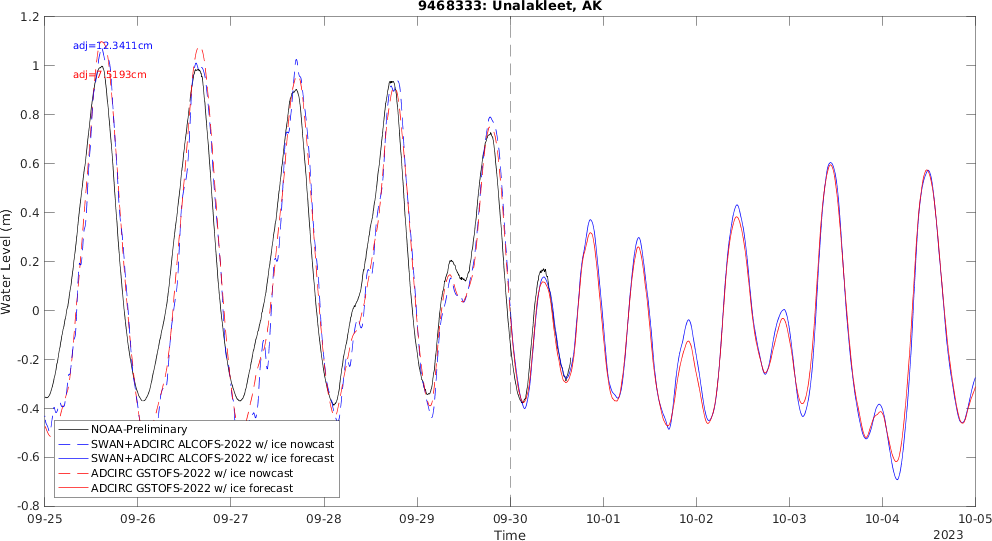 9468333: Unalakleet, AK
1.2
1
0.8
0.6
0.4
0.2
0
-0.2
-0.4
-0.6
-0.8
Water Level (m)
adj=12.3411cm
adj=7.5193cm
NOAA-Preliminary
SWAN+ADCIRC ALCOFS-2022 w/ ice nowcast
SWAN+ADCIRC ALCOFS-2022 w/ ice forecast
ADCIRC GSTOFS-2022 w/ ice nowcast
ADCIRC GSTOFS-2022 w/ ice forecast
09-25 09-26 09-27 09-28 09-29 09-30 10-01 10-02 10-03 10-04 10-05
Time
2023